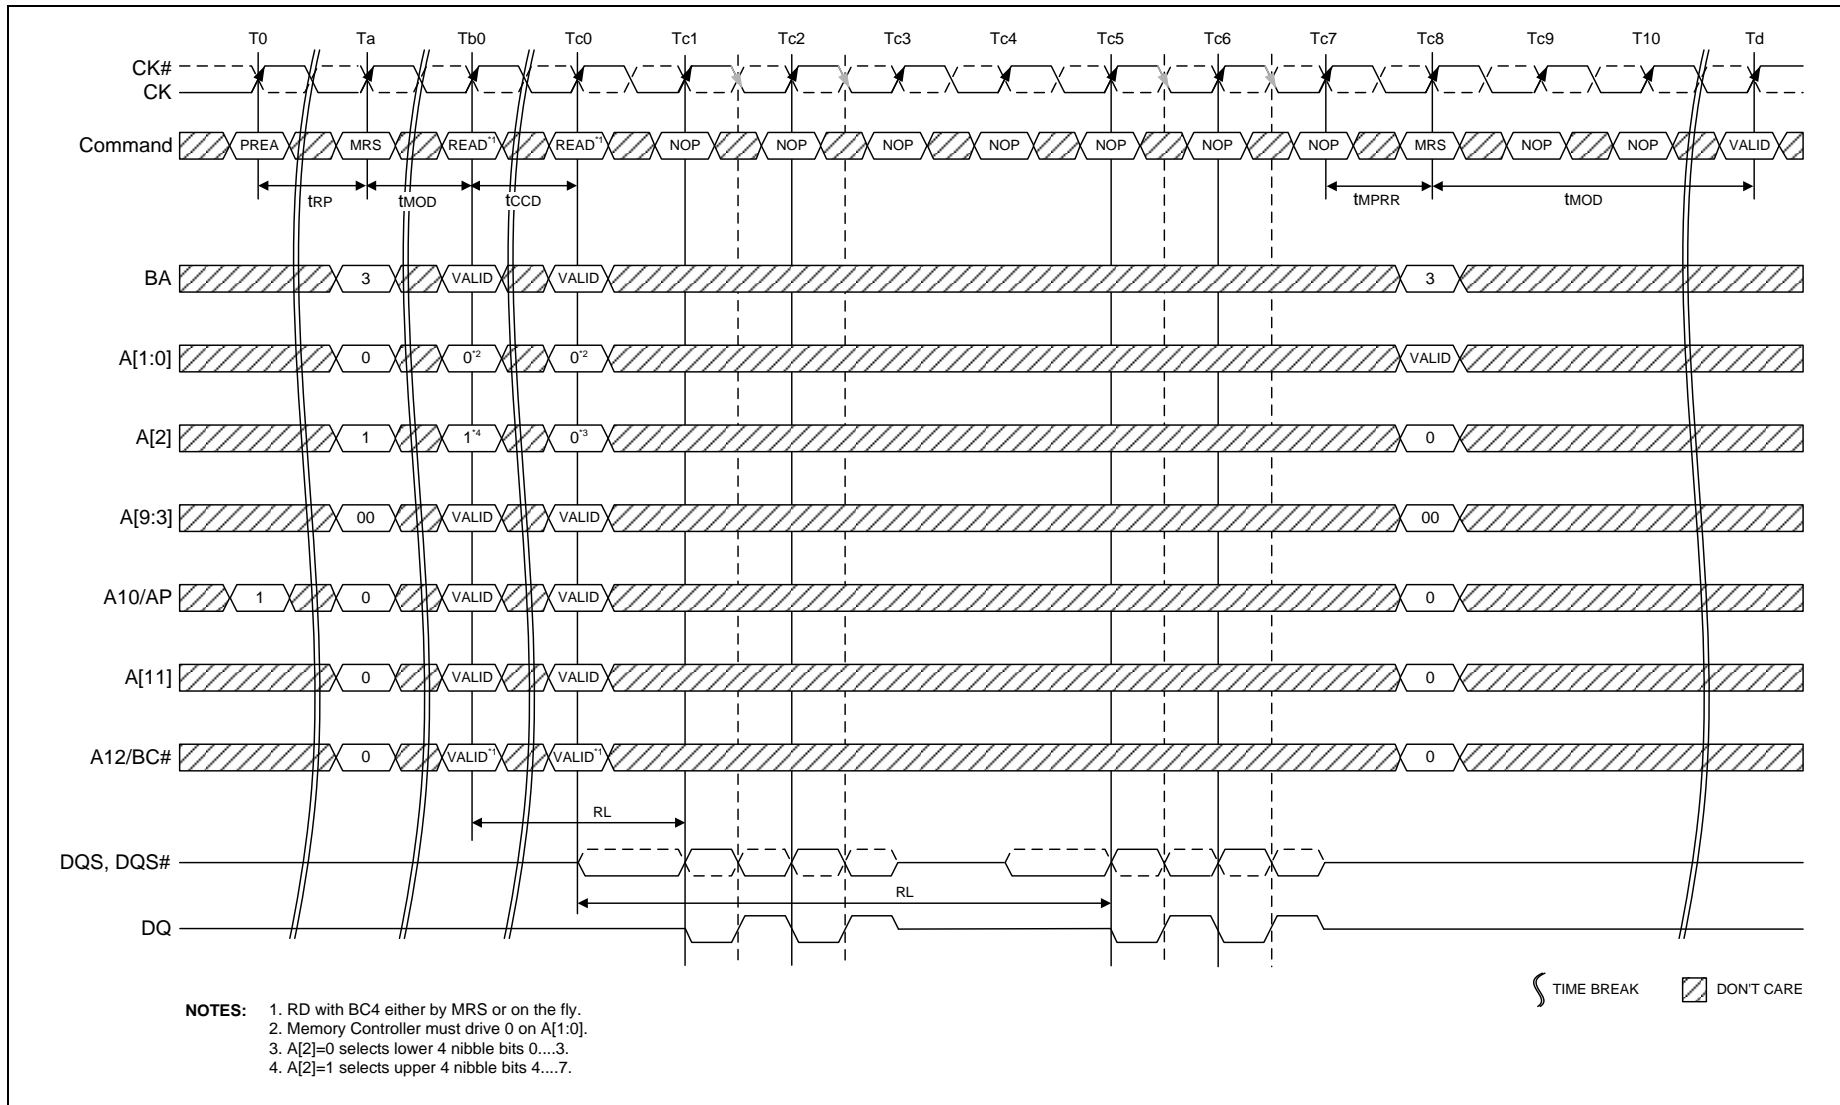 T0 Ta Tb0 Tc0 Tc1 Tc2 Tc3 Tc4 Tc5 Tc6 Tc7 Tc8 Tc9 T10 Td
CK#
CK
Command PREA MRS READ*1 READ*1 NOP NOP NOP NOP NOP NOP NOP MRS NOP NOP VALID
tRP tMOD tCCD tMPRR tMOD
BA 3 VALID VALID 3
A[1:0] 0 0*2 0*2 VALID
A[2] 1 1*4 0*3 0
A[9:3] 00 VALID VALID 00
A10/AP 1 0 VALID VALID 0
A[11] 0 VALID VALID 0
A12/BC# 0 VALID*1 VALID*1 0
RL
DQS, DQS#
RL
DQ
TIME BREAK DON'T CARE
NOTES: 1. RD with BC4 either by MRS or on the fly.
2. Memory Controller must drive 0 on A[1:0].
3. A[2]=0 selects lower 4 nibble bits 0....3.
4. A[2]=1 selects upper 4 nibble bits 4....7.